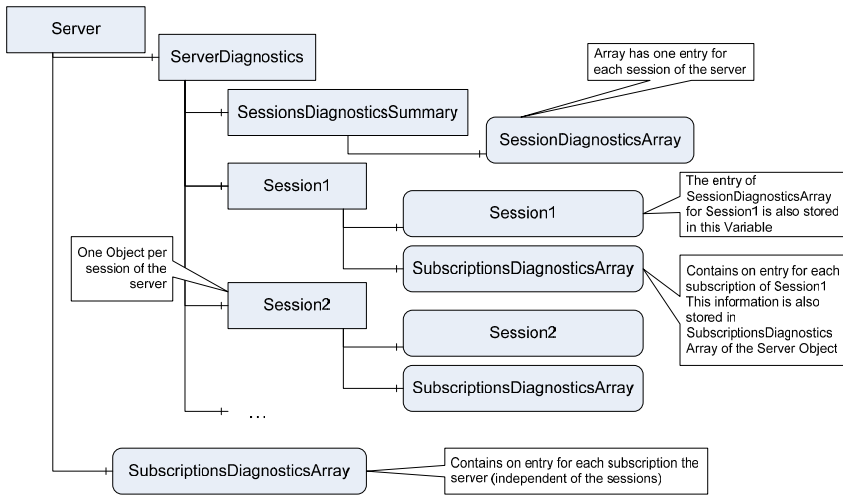 Server
ServerDiagnostics
Array has one entry for
each session of the server
SessionsDiagnosticsSummary
SessionDiagnosticsArray
Session1
The entry of
SessionDiagnosticsArray
for Session1 is also stored
in this Variable
Session1
One Object per
session of the
server
SubscriptionsDiagnosticsArray
Contains on entry for each
subscription of Session1
This information is also
stored in
SubscriptionsDiagnostics
Array of the Server Object
Session2
Session2
SubscriptionsDiagnosticsArray
...
SubscriptionsDiagnosticsArray
Contains on entry for each subscription the
server (independent of the sessions)